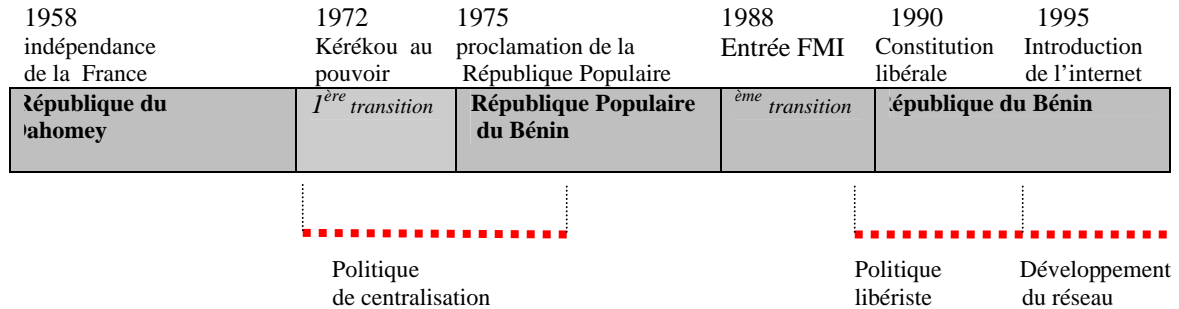 1958
indépendance
de la France
1972
Kérékou au
pouvoir
1975
proclamation de la
République Populaire
1988
Entrée FMI
1990
Constitution
libérale
1995
Introduction
de l'internet
République du
Dahomey
1ère transition
République Populaire
du Bénin
ème transition
République du Bénin
Politique
de centralisation
Politique
libériste
Développement
du réseau